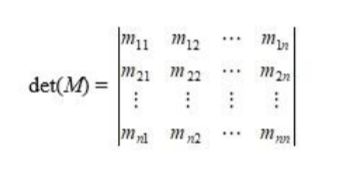 m₁₁ m₁₂ ⋯ m₁ₙ
det(M) = m₂₁ m₂₂ ⋯ m₂ₙ
⋮ ⋮ ⋮ ⋮
mₙ₁ mₙ₂ ⋯ mₙₙ